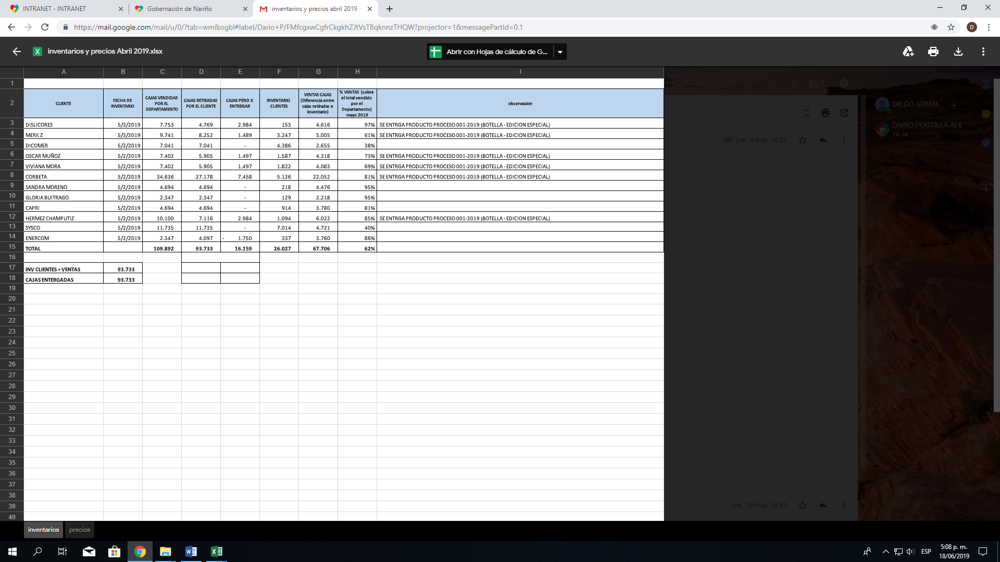 INTRANET - INTRANET
Gobernación de Nariño
inventarios y precios abril 2019 -
https://mail.google.com/mail/u/0/?tab=wm&ogbl#label/Dario+P/FMfcgxwCgfrCkgkhZJtVsTBqknnzTHQW?projector=1&messagePartId=0.1
D
inventarios y precios Abril 2019.xlsx
Abrir con Hojas de cálculo de G...
A B C D E F G H I
1
2 CLIENTE FECHA DE INVENTARIO CAJAS VENDIDAS POR EL DEPARTAMENTO CAJAS RETIRADAS POR EL CLIENTE CAJAS PEND X ENTREGAR INVENTARIO CLIENTES VENTAS CAJAS (Diferencia entre cajas retiradas e inventario) % VENTAS (sobre el total vendido por el Departamento) mayo 2019 observacion
3 DISLICORES 5/3/2019 7.753 4.769 2.984 153 4.616 97% SE ENTRGA PRODUCTO PROCESO 001-2019 (BOTELLA - EDICION ESPECIAL)
4 MERK Z 5/3/2019 9.741 8.252 1.489 3.247 5.005 61% SE ENTRGA PRODUCTO PROCESO 001-2019 (BOTELLA - EDICION ESPECIAL)
5 DICOMER 5/2/2019 7.041 7.041 - 4.386 2.655 38%
6 OSCAR MUÑOZ 5/2/2019 7.402 5.905 1.497 1.587 4.318 73% SE ENTRGA PRODUCTO PROCESO 001-2019 (BOTELLA - EDICION ESPECIAL)
7 VIVIANA MORA 5/2/2019 7.402 5.905 1.497 1.822 4.083 69% SE ENTRGA PRODUCTO PROCESO 001-2019 (BOTELLA - EDICION ESPECIAL)
8 CORBETA 5/2/2019 34.636 27.178 7.458 5.126 22.052 81% SE ENTRGA PRODUCTO PROCESO 001-2019 (BOTELLA - EDICION ESPECIAL)
9 SANDRA MORENO 5/2/2019 4.694 4.694 - 218 4.476 95%
10 GLORIA BUITRAGO 5/2/2019 2.347 2.347 - 129 2.218 95%
11 CAPRI 5/2/2019 4.694 4.694 - 914 3.780 81%
12 HERMEZ CHAMPUTIZ 5/2/2019 10.100 7.116 2.984 1.094 6.022 85% SE ENTRGA PRODUCTO PROCESO 001-2019 (BOTELLA - EDICION ESPECIAL)
13 SYSCO 5/2/2019 11.735 11.735 - 7.014 4.721 40%
14 ENERCOM 5/2/2019 2.347 4.097 - 1.750 337 3.760 86%
15 TOTAL 109.892 93.733 16.159 26.027 67.706 62%
16
17 INV CLIENTES + VENTAS 93.733
18 CAJAS ENTERGADAS 93.733
19
20
21
22
23
24
25
26
27
28
29
30
31
32
33
34
35
36
37
38
39
40
7 de 123
Es
DIEGO ARMAN
DARIO PORTILLA ALV
Tú: ok
jue., 9 may. 15:22
vie., 10 may. 15:51
inventarios precios
ESP
5:08 p. m.
18/06/2019